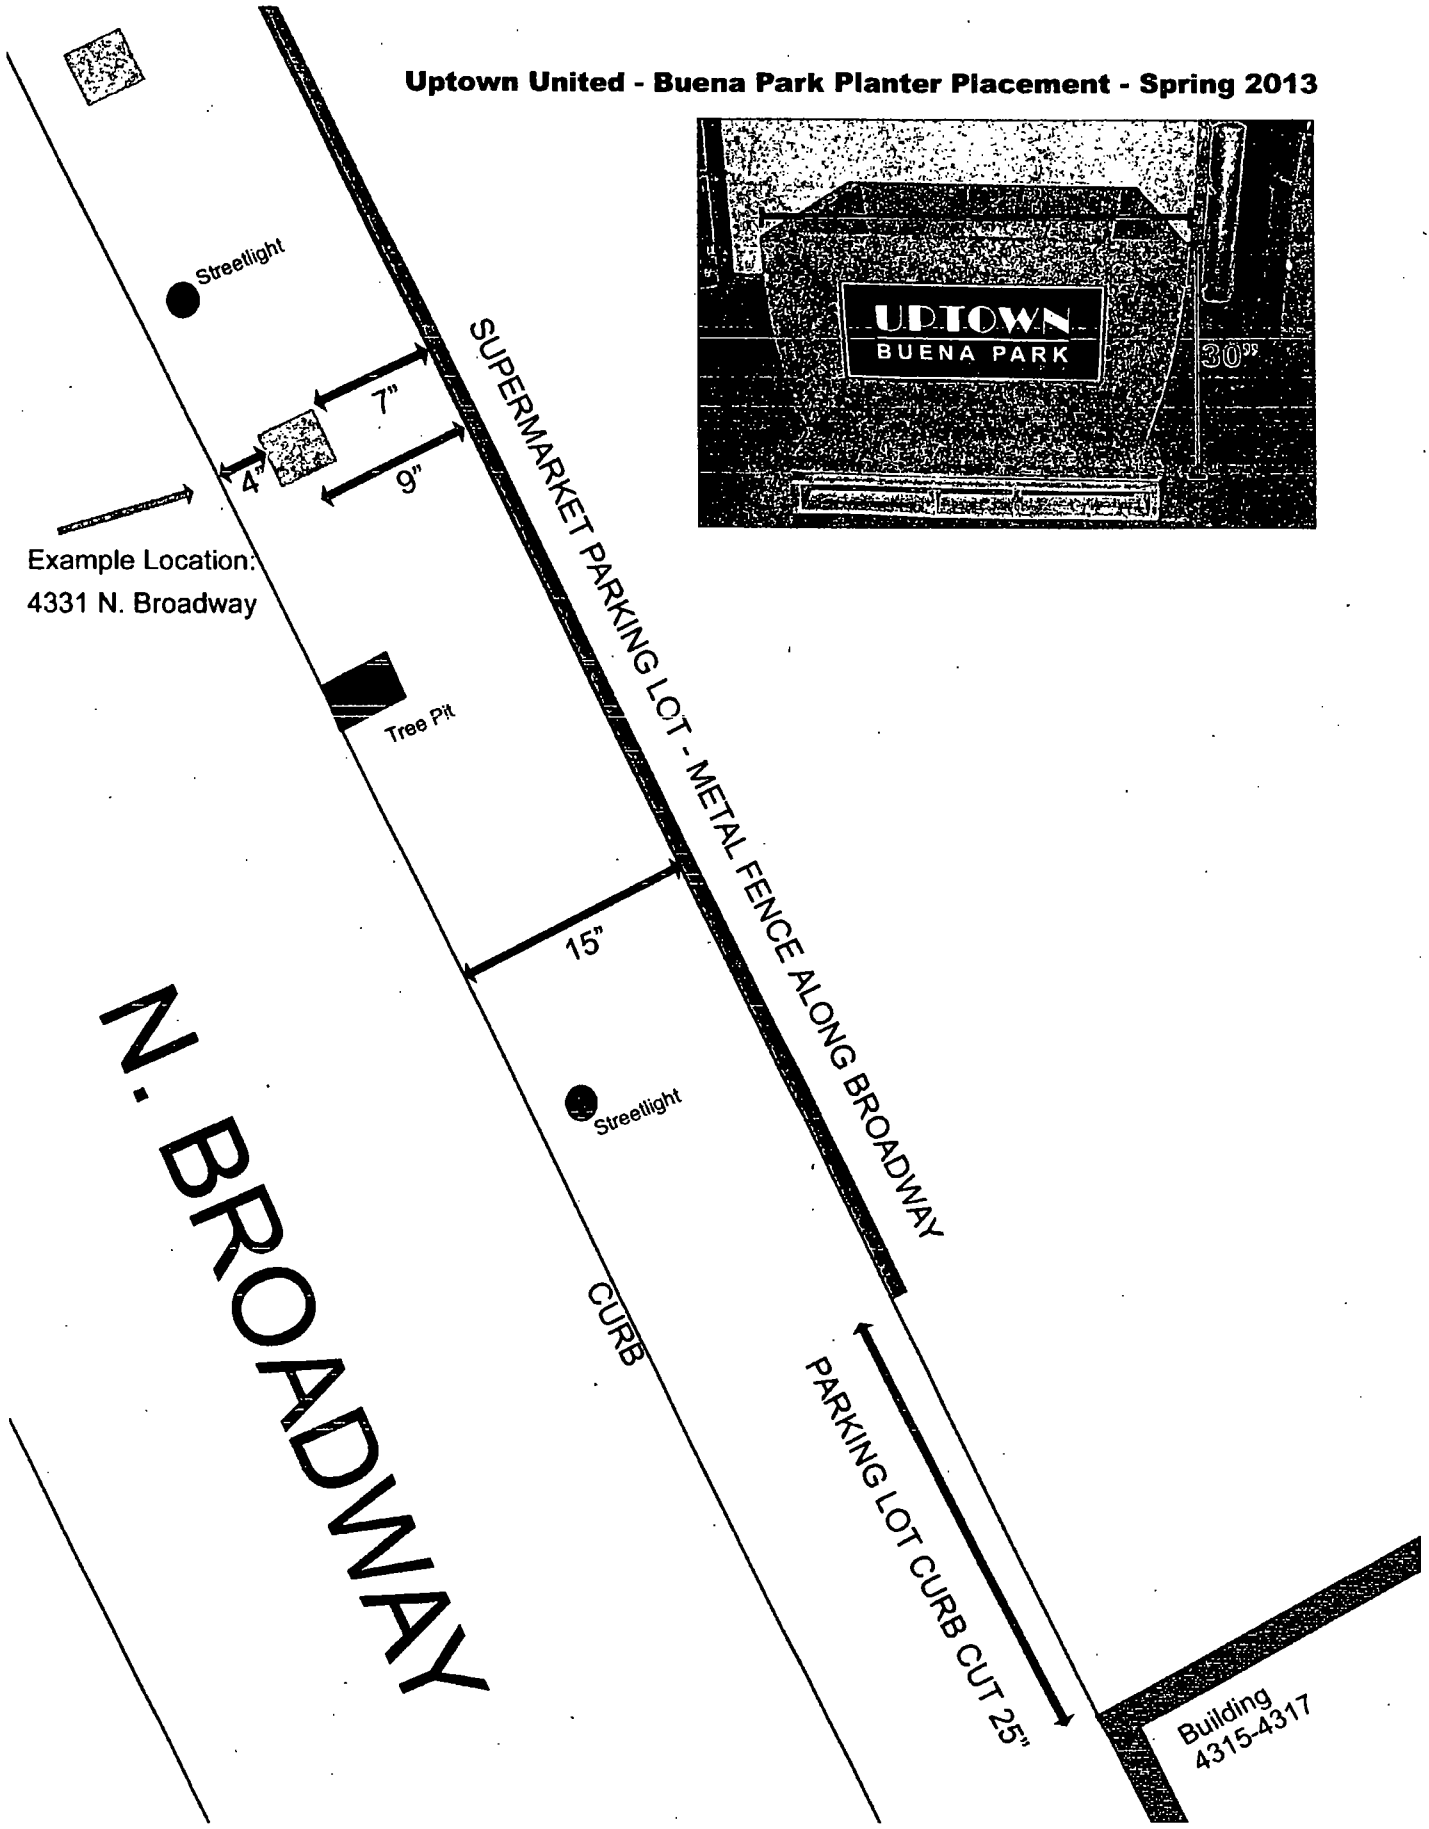 Uptown United - Buena Park Planter Placement - Spring 2013
UPTOWN
BUENA PARK
30”
Streetlight
7”
4”
9”
SUPERMARKET PARKING LOT - METAL FENCE ALONG BROADWAY
Example Location:
4331 N. Broadway
Tree Pit
15”
N. BROADWAY
Streetlight
CURB
PARKING LOT CURB CUT 25”
Building
4315-4317